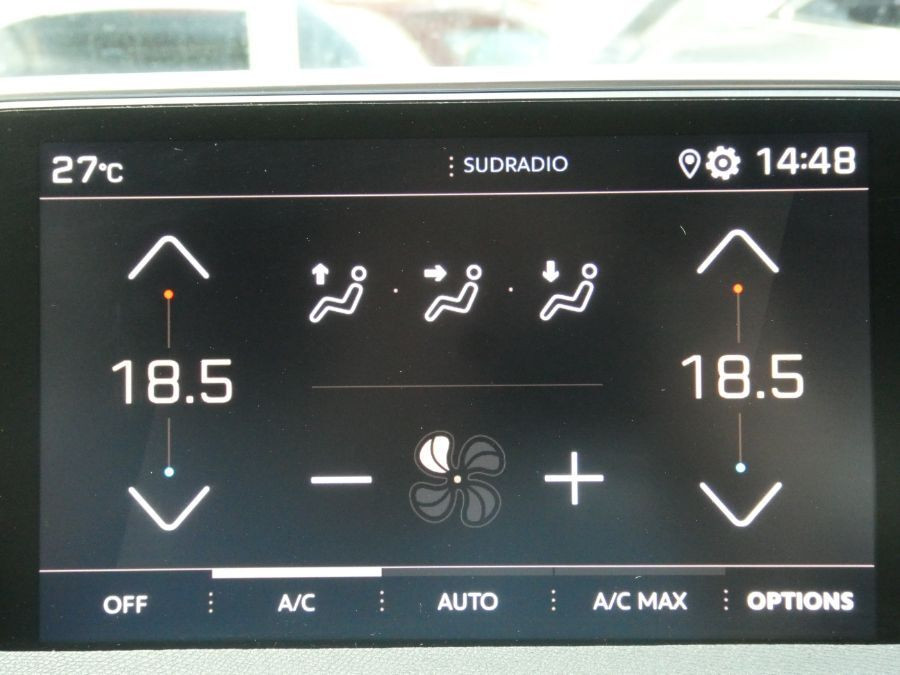 27°C SUDRADIO 14:48
18.5 18.5
OFF A/C AUTO A/C MAX OPTIONS